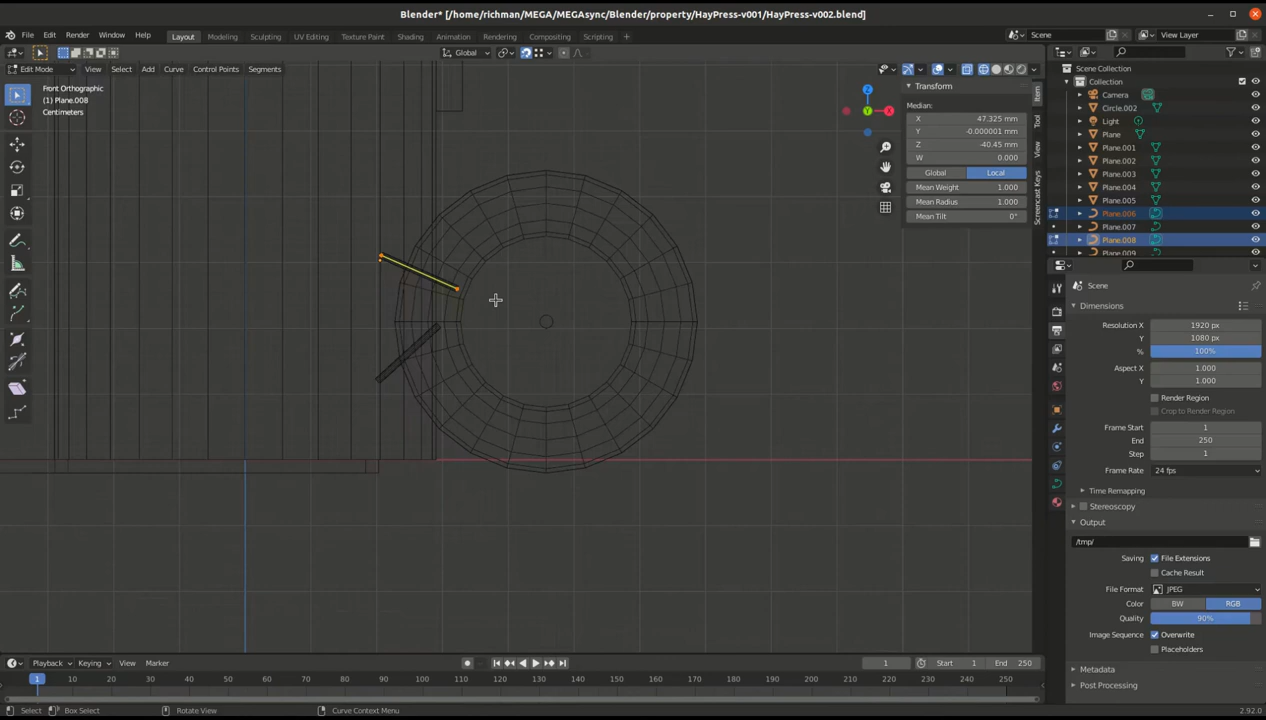 Blender* [/home/richman/MEGA/MEGAsync/Blender/property/HayPress-v001/HayPress-v002.blend]
File Edit Render Window Help Layout Modeling Sculpting UV Editing Texture Paint Shading Animation Rendering Compositing Scripting + Scene View Layer
Global
Edit Mode View Select Add Curve Control Points Segments
Front Orthographic
(1) Plane.008
Centimeters
Z
Y
X
Transform
Median:
X 47.325 mm
Y -0.000001 mm
Z -40.45 mm
W 0.000
Global Local
Mean Weight 1.000
Mean Radius 1.000
Mean Tilt 0°
Item
Tool
View
Screencast Keys
Scene Collection
Collection
Camera
Circle.002
Light
Plane
Plane.001
Plane.002
Plane.003
Plane.004
Plane.005
Plane.006
Plane.007
Plane.008
Plane.009
Scene
Dimensions
Resolution X 1920 px
Y 1080 px
% 100%
Aspect X 1.000
Y 1.000
Render Region
Crop to Render Region
Frame Start 1
End 250
Step 1
Frame Rate 24 fps
Time Remapping
Stereoscopy
Output
/tmp/
Saving File Extensions
Cache Result
File Format JPEG
Color BW RGB
Quality 90%
Image Sequence Overwrite
Placeholders
Metadata
Post Processing
Playback Keying View Marker 1 Start 1 End 250
1 10 20 30 40 50 60 70 80 90 100 110 120 130 140 150 160 170 180 190 200 210 220 230 240 250
Select Box Select Rotate View Curve Context Menu 2.92.0